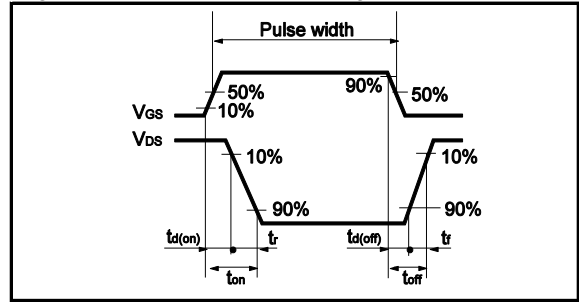 Pulse width
90%
50%
50%
10%
VGS
VDS
10%
10%
90%
90%
td(on)
tr
td(off)
tf
ton
toff